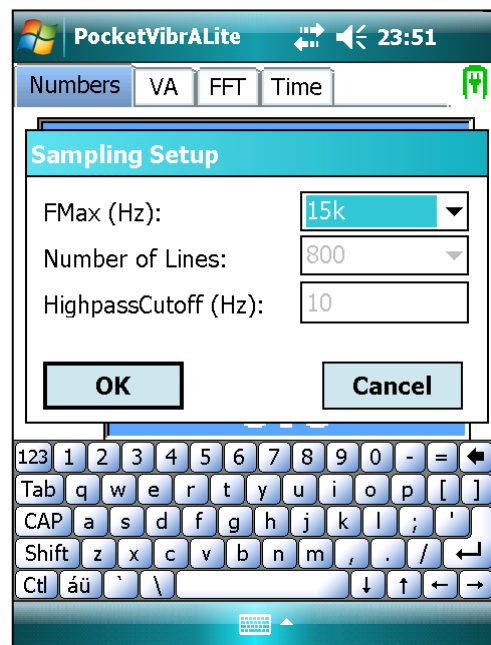 PocketVibrALite 23:51
Numbers VA FFT Time
Sampling Setup
FMax (Hz): 15k
Number of Lines: 800
HighpassCutoff (Hz): 10
OK Cancel
123 1 2 3 4 5 6 7 8 9 0 - =
Tab q w e r t y u i o p [ ]
CAP a s d f g h j k l ; '
Shift z x c v b n m , . /
Ctl áü ` \